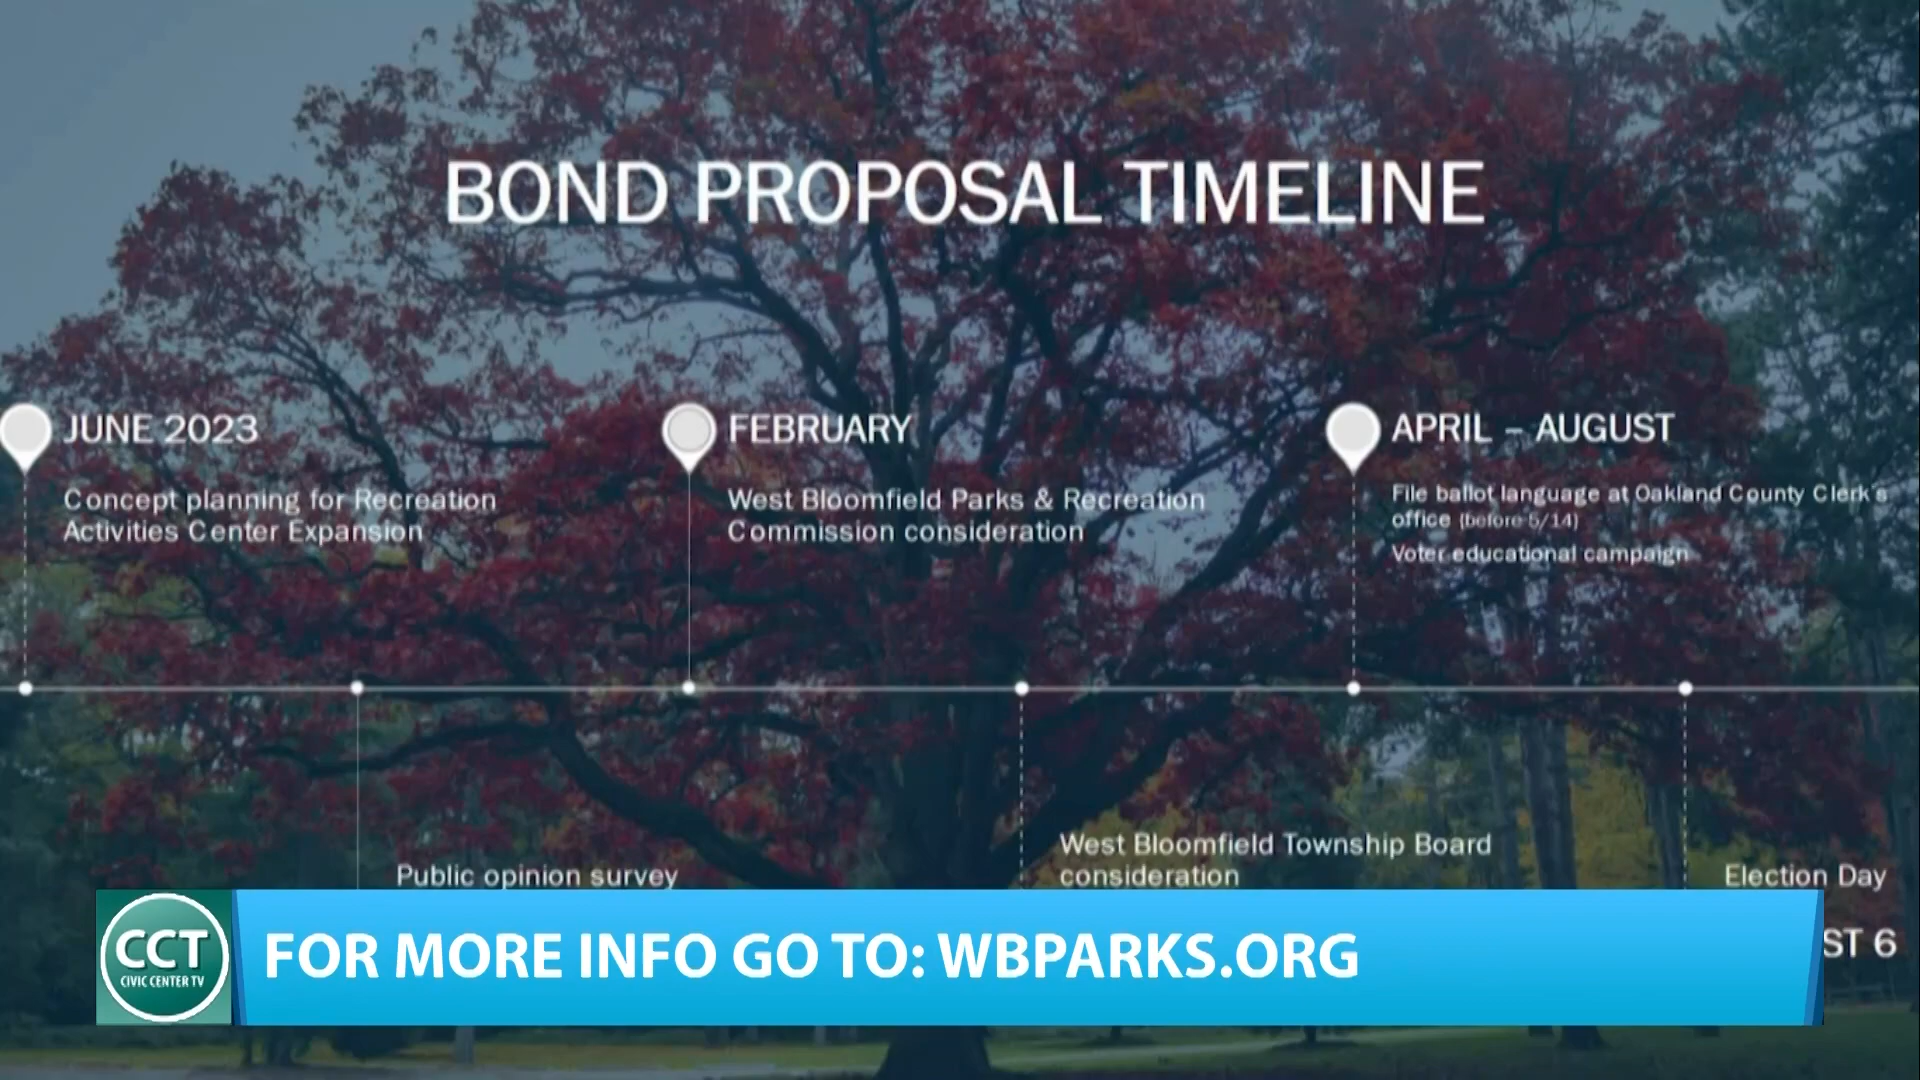 BOND PROPOSAL TIMELINE
JUNE 2023
Concept planning for Recreation
Activities Center Expansion
FEBRUARY
West Bloomfield Parks & Recreation
Commission consideration
APRIL – AUGUST
File ballot language at Oakland County Clerk's
office (before 5/14)
Voter educational campaign
Public opinion survey
West Bloomfield Township Board
consideration
Election Day
ST 6
CCT
CIVIC CENTER TV
FOR MORE INFO GO TO: WBPARKS.ORG